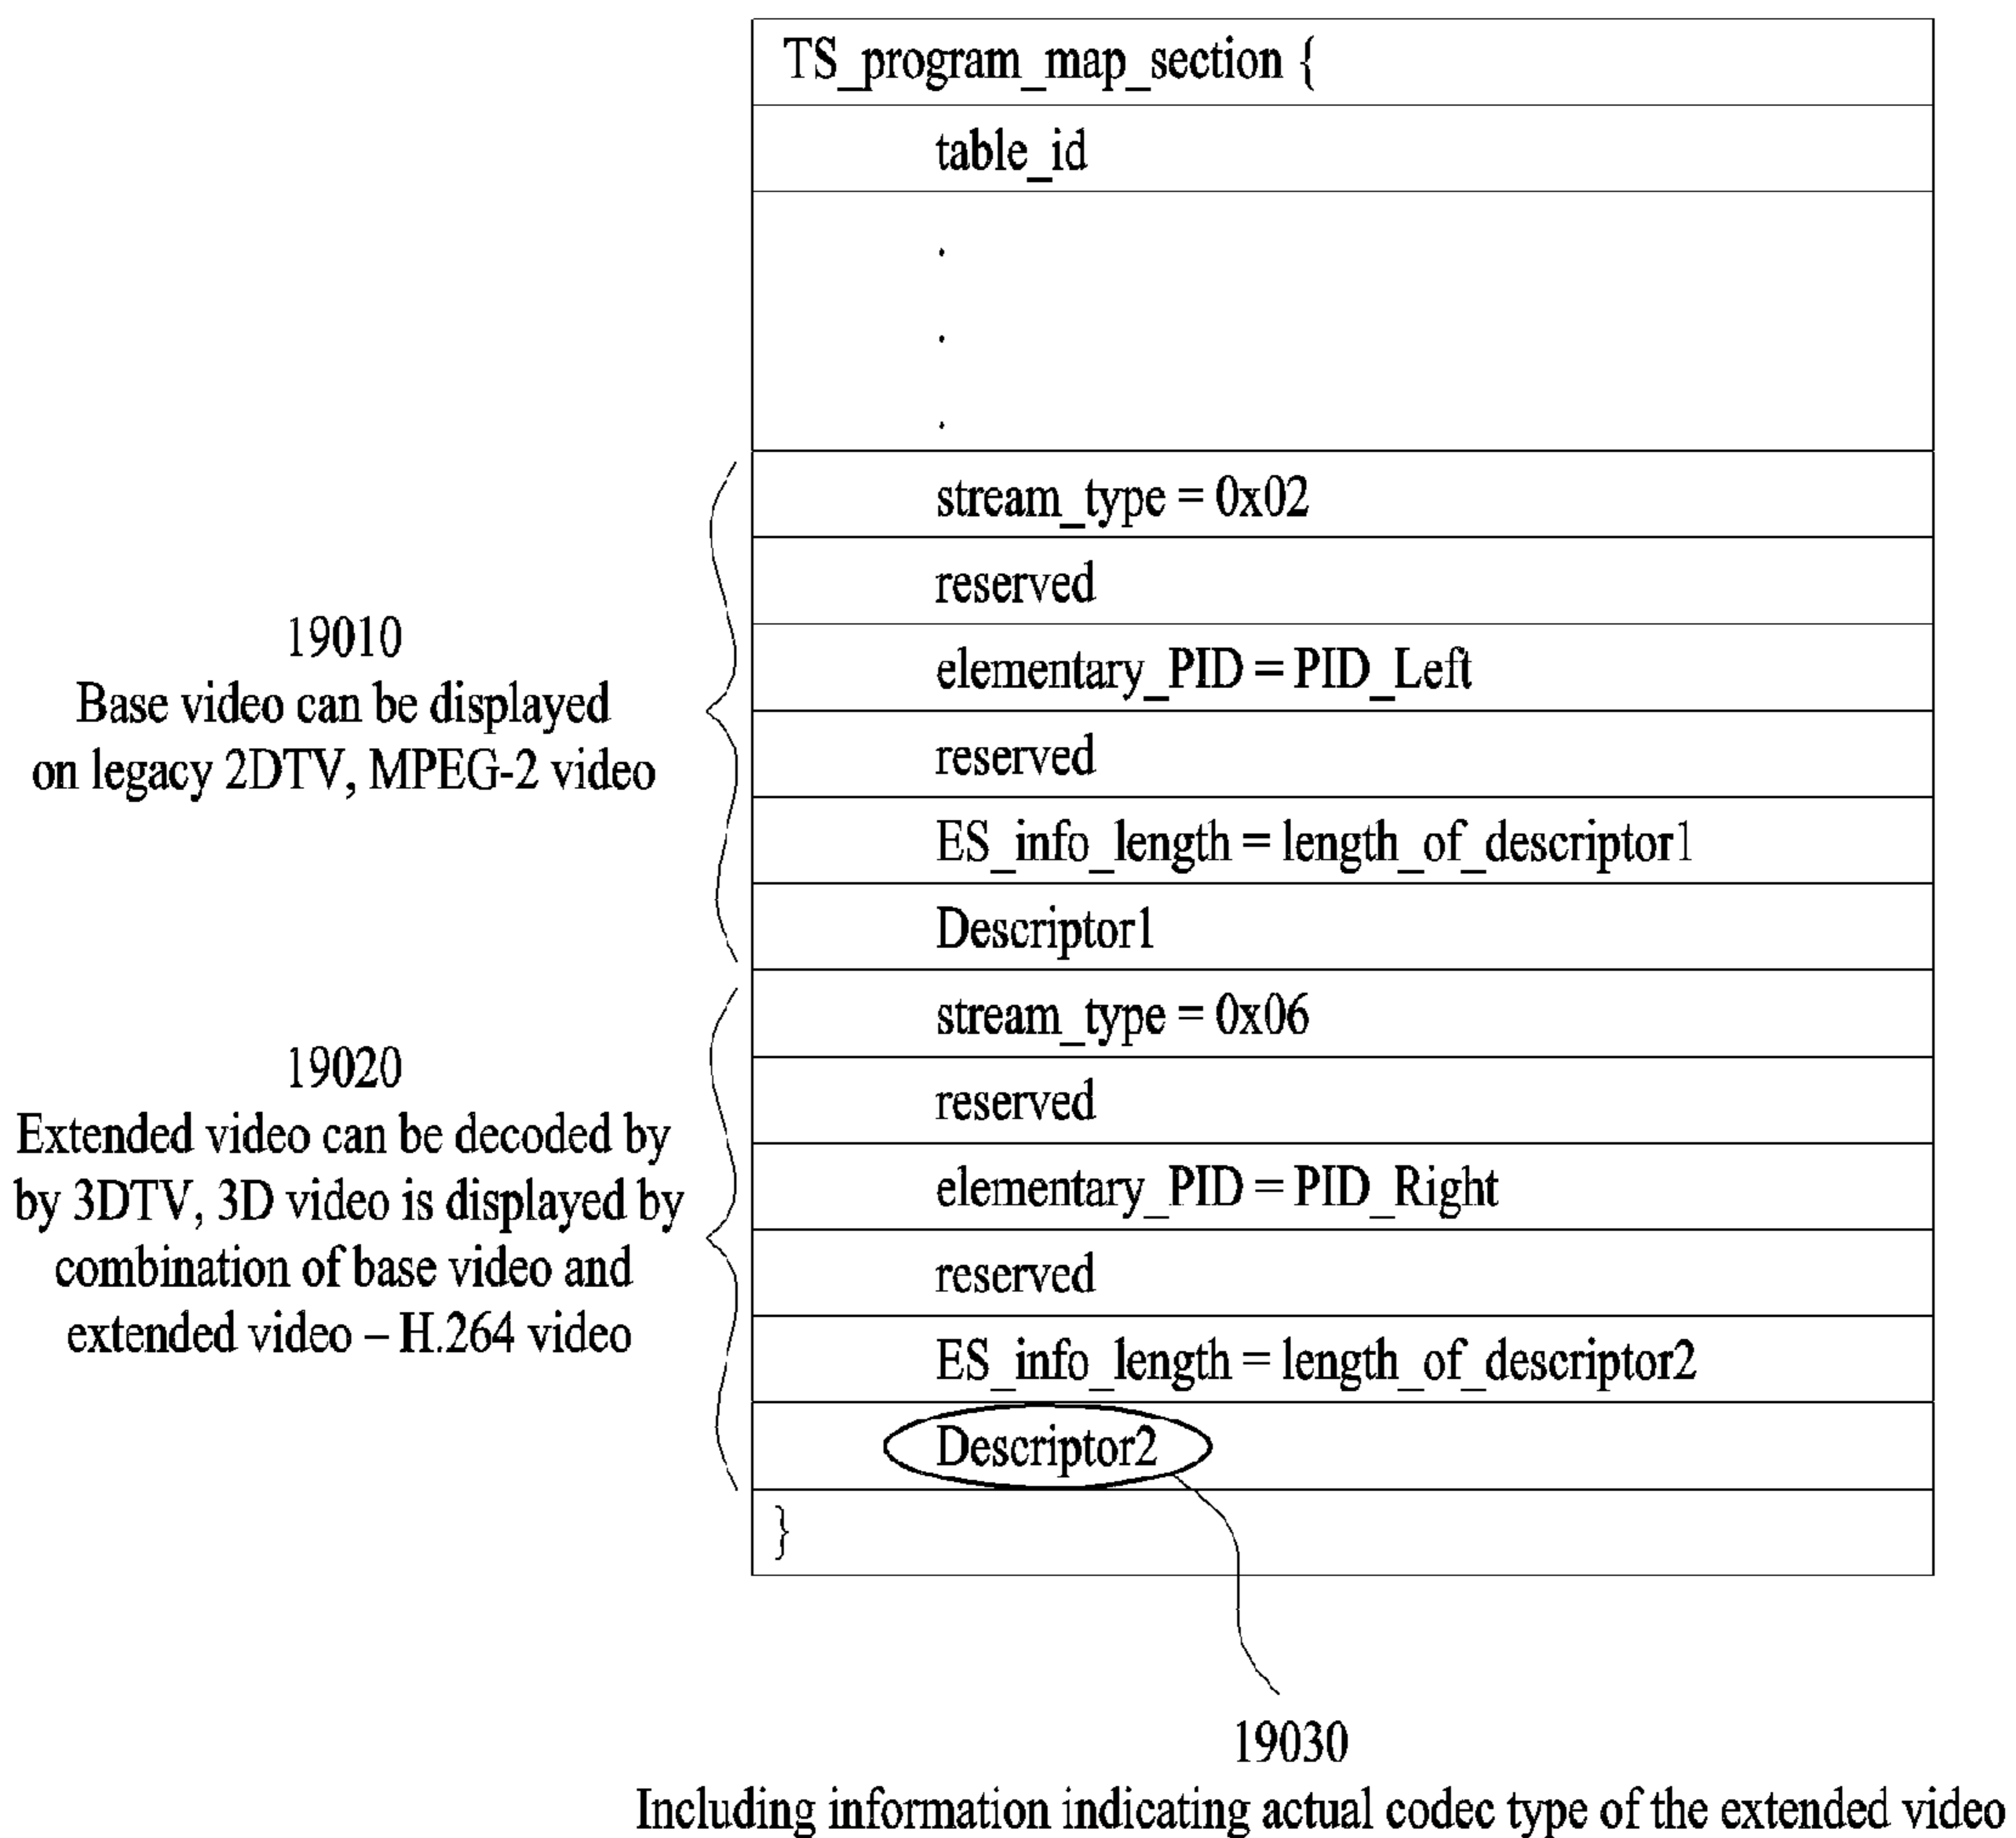 TS_program_map_section {
table_id
.
.
.
stream_type = 0x02
reserved
elementary_PID = PID_Left
reserved
ES_info_length = length_of_descriptor1
Descriptor1
19010
Base video can be displayed
on legacy 2DTV, MPEG-2 video
stream_type = 0x06
reserved
elementary_PID = PID_Right
reserved
ES_info_length = length_of_descriptor2
Descriptor2
}
19020
Extended video can be decoded by
by 3DTV, 3D video is displayed by
combination of base video and
extended video – H.264 video
19030
Including information indicating actual codec type of the extended video